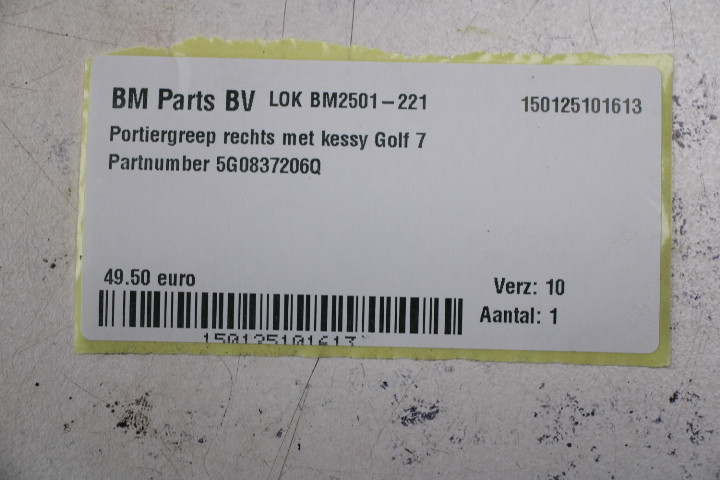 BM Parts BV LOK BM2501-221 150125101613
Portiergreep rechts met kessy Golf 7
Partnumber 5G0837206Q
49.50 euro
Verz: 10
Aantal: 1
150125101613